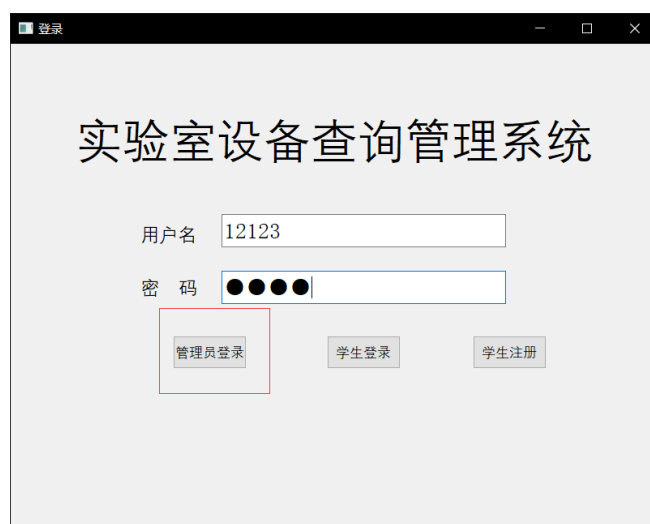 登录
实验室设备查询管理系统
用户名 12123
密 码 ●●●●
管理员登录 学生登录 学生注册